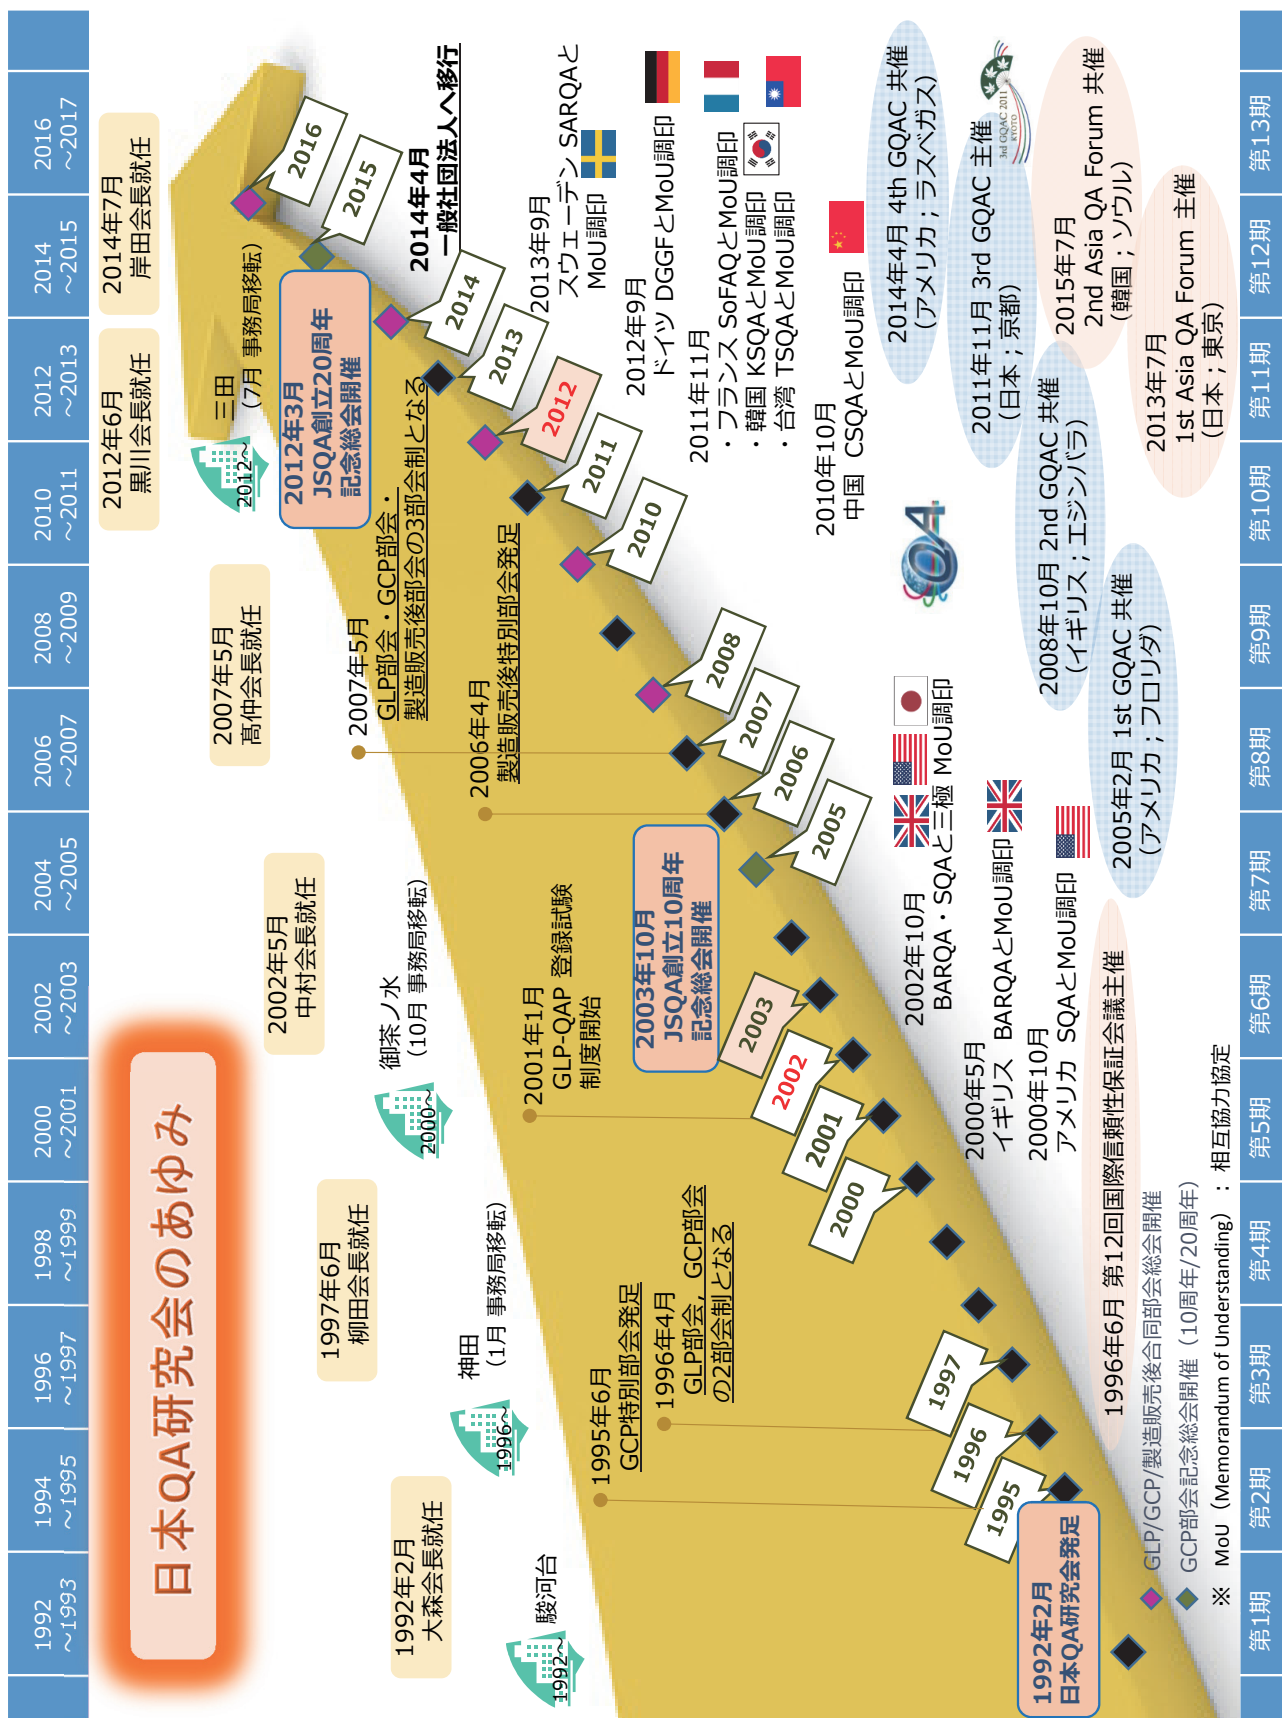 日本QA研究会のあゆみ
1992
～1993
1994
～1995
1996
～1997
1998
～1999
2000
～2001
2002
～2003
2004
～2005
2006
～2007
2008
～2009
2010
～2011
2012
～2013
2014
～2015
2016
～2017
1992年2月
大森会長就任
1997年6月
柳田会長就任
2002年5月
中村会長就任
2007年5月
髙仲会長就任
2012年6月
黒川会長就任
2014年7月
岸田会長就任
1992～
駿河台
1996～
神田
（1月 事務局移転）
2000～
御茶ノ水
（10月 事務局移転）
2012～
三田
（7月 事務局移転）
1995年6月
GCP特別部会発足
1996年4月
GLP部会，GCP部会
の2部会制となる
2001年1月
GLP-QAP 登録試験
制度開始
2006年4月
製造販売後特別部会発足
2007年5月
GLP部会・GCP部会・
製造販売後部会の3部会制となる
1992年2月
日本QA研究会発足
2003年10月
JSQA創立10周年
記念総会開催
2012年3月
JSQA創立20周年
記念総会開催
2014年4月
一般社団法人へ移行
1995
1996
1997
2000
2001
2002
2003
2005
2006
2007
2008
2010
2011
2012
2013
2014
2015
2016
2000年5月
イギリス BARQAとMoU調印
2000年10月
アメリカ SQAとMoU調印
2002年10月
BARQA・SQAと三極 MoU調印
2010年10月
中国 CSQAとMoU調印
2011年11月
・フランス SoFAQとMoU調印
・韓国 KSQAとMoU調印
・台湾 TSQAとMoU調印
2012年9月
ドイツ DGGFとMoU調印
2013年9月
スウェーデン SARQAと
MoU調印
1996年6月 第12回国際信頼性保証会議主催
2005年2月 1st GQAC 共催
（アメリカ；フロリダ）
2008年10月 2nd GQAC 共催
（イギリス；エジンバラ）
QA
2011年11月 3rd GQAC 主催
（日本；京都）
3rd GQAC 2011
KYOTO
2014年4月 4th GQAC 共催
（アメリカ；ラスベガス）
2013年7月
1st Asia QA Forum 主催
（日本；東京）
2015年7月
2nd Asia QA Forum 共催
（韓国；ソウル）
GLP/GCP/製造販売後合同部会総会開催
GCP部会記念総会開催（10周年/20周年）
※ MoU（Memorandum of Understanding）：相互協力協定
第1期
第2期
第3期
第4期
第5期
第6期
第7期
第8期
第9期
第10期
第11期
第12期
第13期